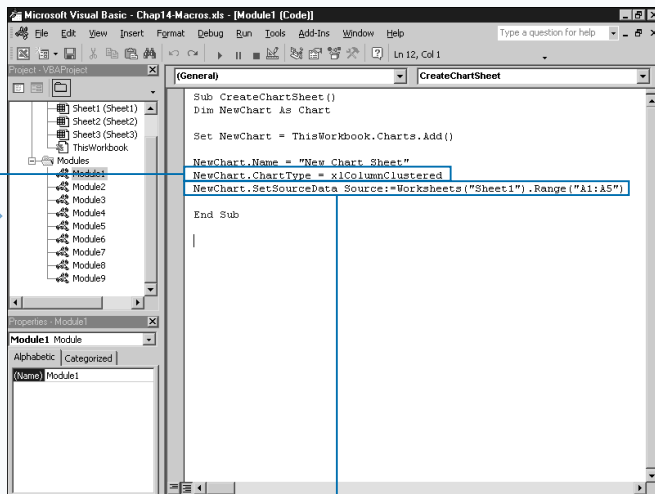 Microsoft Visual Basic - Chap14-Macros.xls - [Module1 (Code)]
File Edit View Insert Format Debug Run Tools Add-Ins Window Help
Type a question for help
Ln 12, Col 1
Project - VBAProject
(General)
CreateChartSheet
Sheet1 (Sheet1)
Sheet2 (Sheet2)
Sheet3 (Sheet3)
ThisWorkbook
Modules
Module1
Module2
Module3
Module4
Module5
Module6
Module7
Module8
Module9
Properties - Module1
Module1 Module
Alphabetic Categorized
(Name) Module1
Sub CreateChartSheet()
Dim NewChart As Chart
Set NewChart = ThisWorkbook.Charts.Add()
NewChart.Name = "New Chart Sheet"
NewChart.ChartType = xlColumnClustered
NewChart.SetSourceData Source:=Worksheets("Sheet1").Range("A1:A5")
End Sub